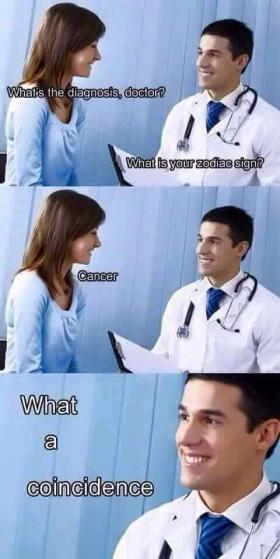 What's the diagnosis, doctor?
What is your zodiac sign?
Cancer
What
a
coincidence